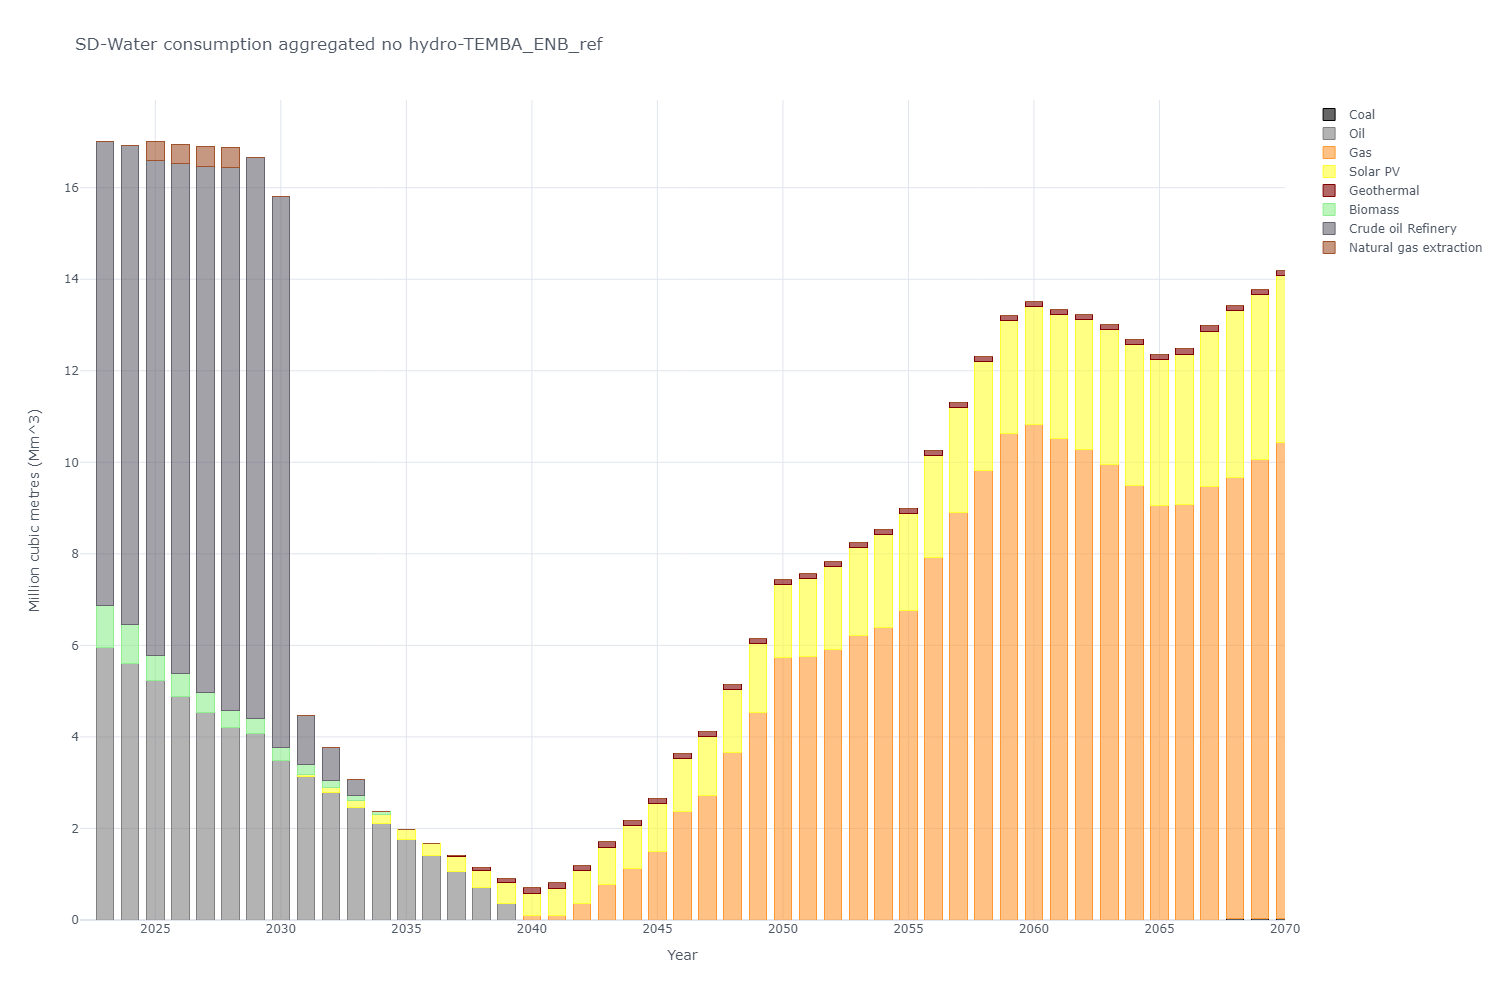 SD-Water consumption aggregated no hydro-TEMBA_ENB_ref
Coal
Oil
Gas
Solar PV
Geothermal
Biomass
Crude oil Refinery
Natural gas extraction
Million cubic metres (Mm^3)
16
14
12
10
8
6
4
2
0
2025 2030 2035 2040 2045 2050 2055 2060 2065 2070
Year